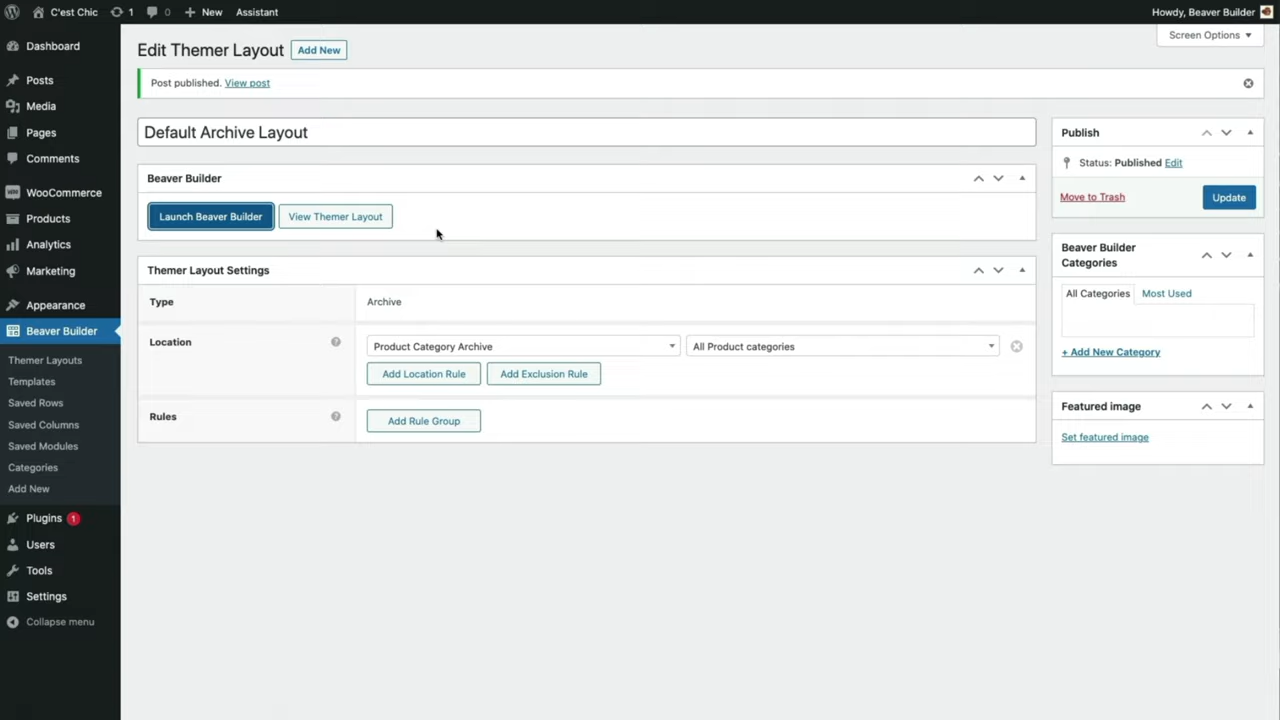 C'est Chic 1 0 New Assistant Howdy, Beaver Builder
Dashboard
Posts
Media
Pages
Comments
WooCommerce
Products
Analytics
Marketing
Appearance
Beaver Builder
Themer Layouts
Templates
Saved Rows
Saved Columns
Saved Modules
Categories
Add New
Plugins 1
Users
Tools
Settings
Collapse menu
Screen Options
Edit Themer Layout Add New
Post published. View post
Default Archive Layout
Beaver Builder
Launch Beaver Builder View Themer Layout
Themer Layout Settings
Type Archive
Location ? Product Category Archive All Product categories
Add Location Rule Add Exclusion Rule
Rules ? Add Rule Group
Publish
Status: Published Edit
Move to Trash Update
Beaver Builder
Categories
All Categories Most Used
+ Add New Category
Featured image
Set featured image